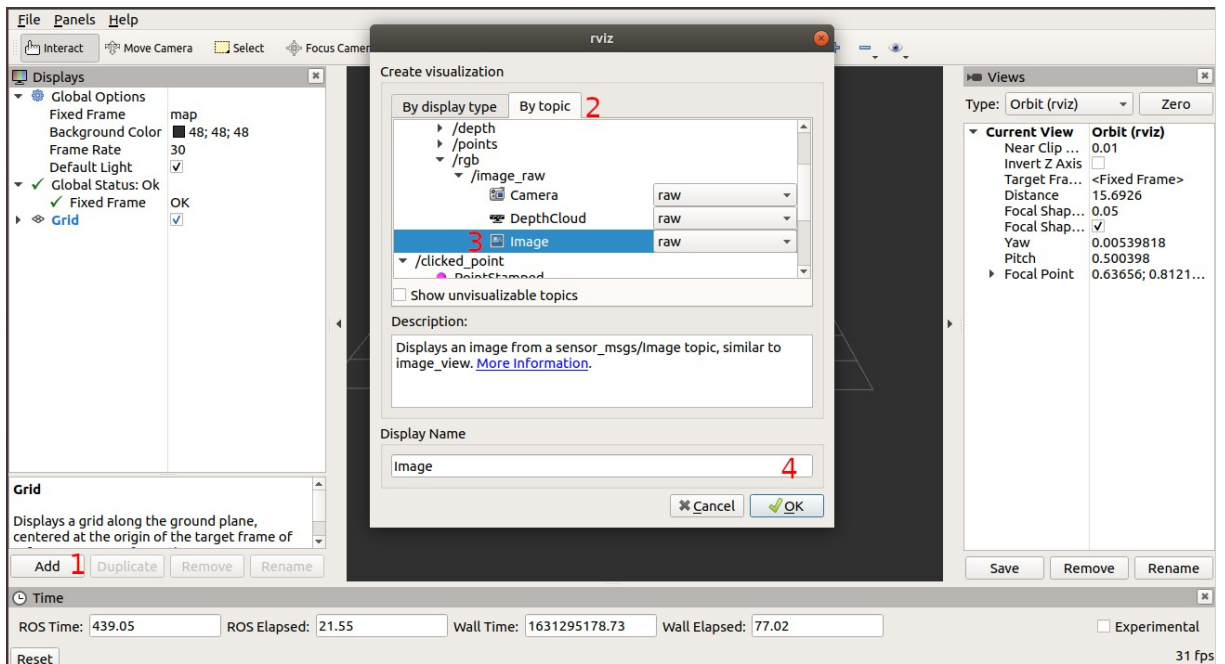 File Panels Help
Interact Move Camera Select Focus Camer
Displays
Global Options
Fixed Frame map
Background Color 48; 48; 48
Frame Rate 30
Default Light
Global Status: Ok
Fixed Frame OK
Grid
Grid
Displays a grid along the ground plane,
centered at the origin of the target frame of
Add 1 Duplicate Remove Rename
rviz
Create visualization
By display type By topic 2
/depth
/points
/rgb
/image_raw
Camera raw
DepthCloud raw
3 Image raw
/clicked_point
PointStamped
Show unvisualizable topics
Description:
Displays an image from a sensor_msgs/Image topic, similar to
image_view. More Information.
Display Name
Image 4
Cancel OK
Views
Type: Orbit (rviz) Zero
Current View Orbit (rviz)
Near Clip ... 0.01
Invert Z Axis
Target Fra... <Fixed Frame>
Distance 15.6926
Focal Shap... 0.05
Focal Shap...
Yaw 0.00539818
Pitch 0.500398
Focal Point 0.63656; 0.8121...
Save Remove Rename
Time
ROS Time: 439.05 ROS Elapsed: 21.55 Wall Time: 1631295178.73 Wall Elapsed: 77.02 Experimental
Reset 31 fps